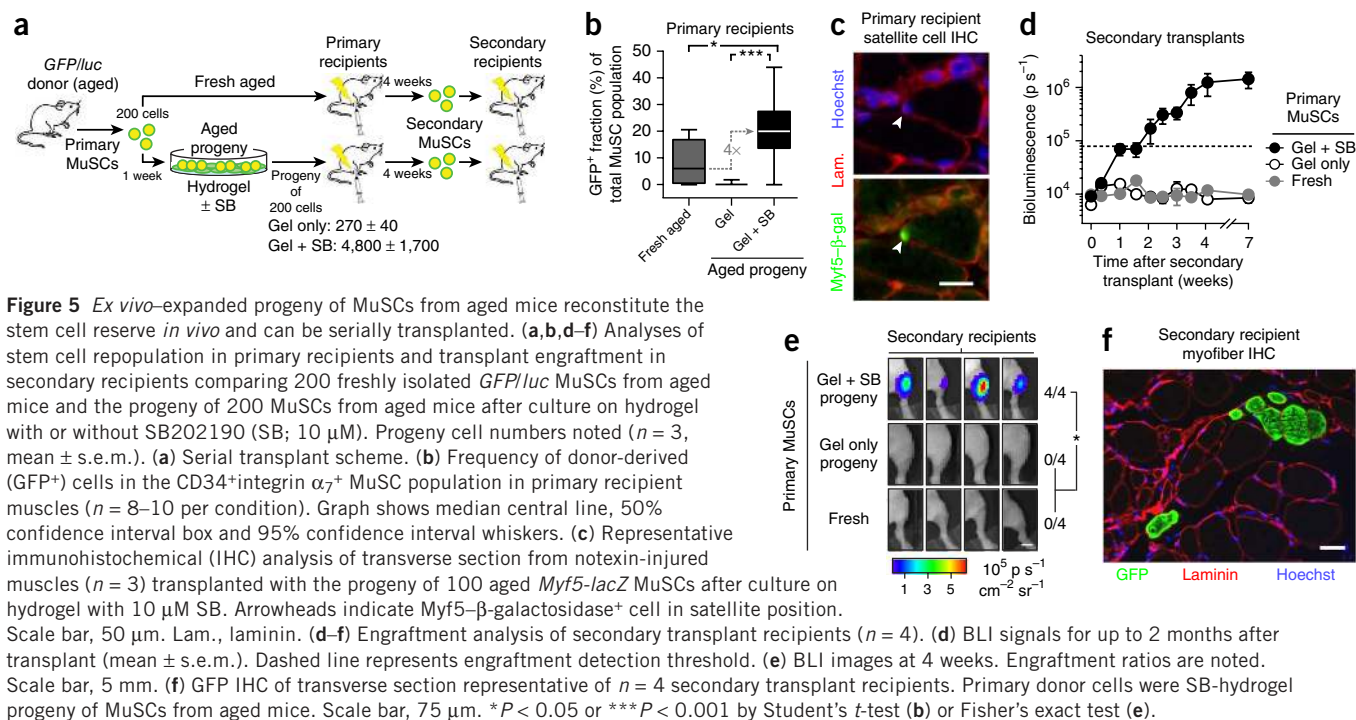 a
GFP/luc
donor (aged)
200 cells
Primary
MuSCs
1 week
Fresh aged
Aged
progeny
Hydrogel
± SB
Progeny of
200 cells
Gel only: 270 ± 40
Gel + SB: 4,800 ± 1,700
Primary
recipients
4 weeks
4 weeks
Secondary
MuSCs
Secondary
recipients
b
Primary recipients
GFP⁺ fraction (%) of
total MuSC population
50
40
30
20
10
0
*
***
4×
Fresh aged
Gel
Gel + SB
Aged progeny
c
Primary recipient
satellite cell IHC
Hoechst
Lam.
Myf5–β-gal
d
Secondary transplants
Bioluminescence (p s⁻¹)
10⁶
10⁵
10⁴
0 1 2 3 4 7
Time after secondary
transplant (weeks)
Primary
MuSCs
Gel + SB
Gel only
Fresh
Figure 5 Ex vivo–expanded progeny of MuSCs from aged mice reconstitute the
stem cell reserve in vivo and can be serially transplanted. (a,b,d–f) Analyses of
stem cell repopulation in primary recipients and transplant engraftment in
secondary recipients comparing 200 freshly isolated GFP/luc MuSCs from aged
mice and the progeny of 200 MuSCs from aged mice after culture on hydrogel
with or without SB202190 (SB; 10 μM). Progeny cell numbers noted (n = 3,
mean ± s.e.m.). (a) Serial transplant scheme. (b) Frequency of donor-derived
(GFP⁺) cells in the CD34⁺integrin α₇⁺ MuSC population in primary recipient
muscles (n = 8–10 per condition). Graph shows median central line, 50%
confidence interval box and 95% confidence interval whiskers. (c) Representative
immunohistochemical (IHC) analysis of transverse section from notexin-injured
muscles (n = 3) transplanted with the progeny of 100 aged Myf5-lacZ MuSCs after culture on
hydrogel with 10 μM SB. Arrowheads indicate Myf5–β-galactosidase⁺ cell in satellite position.
Scale bar, 50 μm. Lam., laminin. (d–f) Engraftment analysis of secondary transplant recipients (n = 4). (d) BLI signals for up to 2 months after
transplant (mean ± s.e.m.). Dashed line represents engraftment detection threshold. (e) BLI images at 4 weeks. Engraftment ratios are noted.
Scale bar, 5 mm. (f) GFP IHC of transverse section representative of n = 4 secondary transplant recipients. Primary donor cells were SB-hydrogel
progeny of MuSCs from aged mice. Scale bar, 75 μm. *P < 0.05 or ***P < 0.001 by Student's t-test (b) or Fisher's exact test (e).
e
Secondary recipients
Primary MuSCs
Gel + SB
progeny
4/4
Gel only
progeny
0/4
Fresh
0/4
*
1 3 5
10⁵ p s⁻¹
cm⁻² sr⁻¹
f
Secondary recipient
myofiber IHC
GFP
Laminin
Hoechst